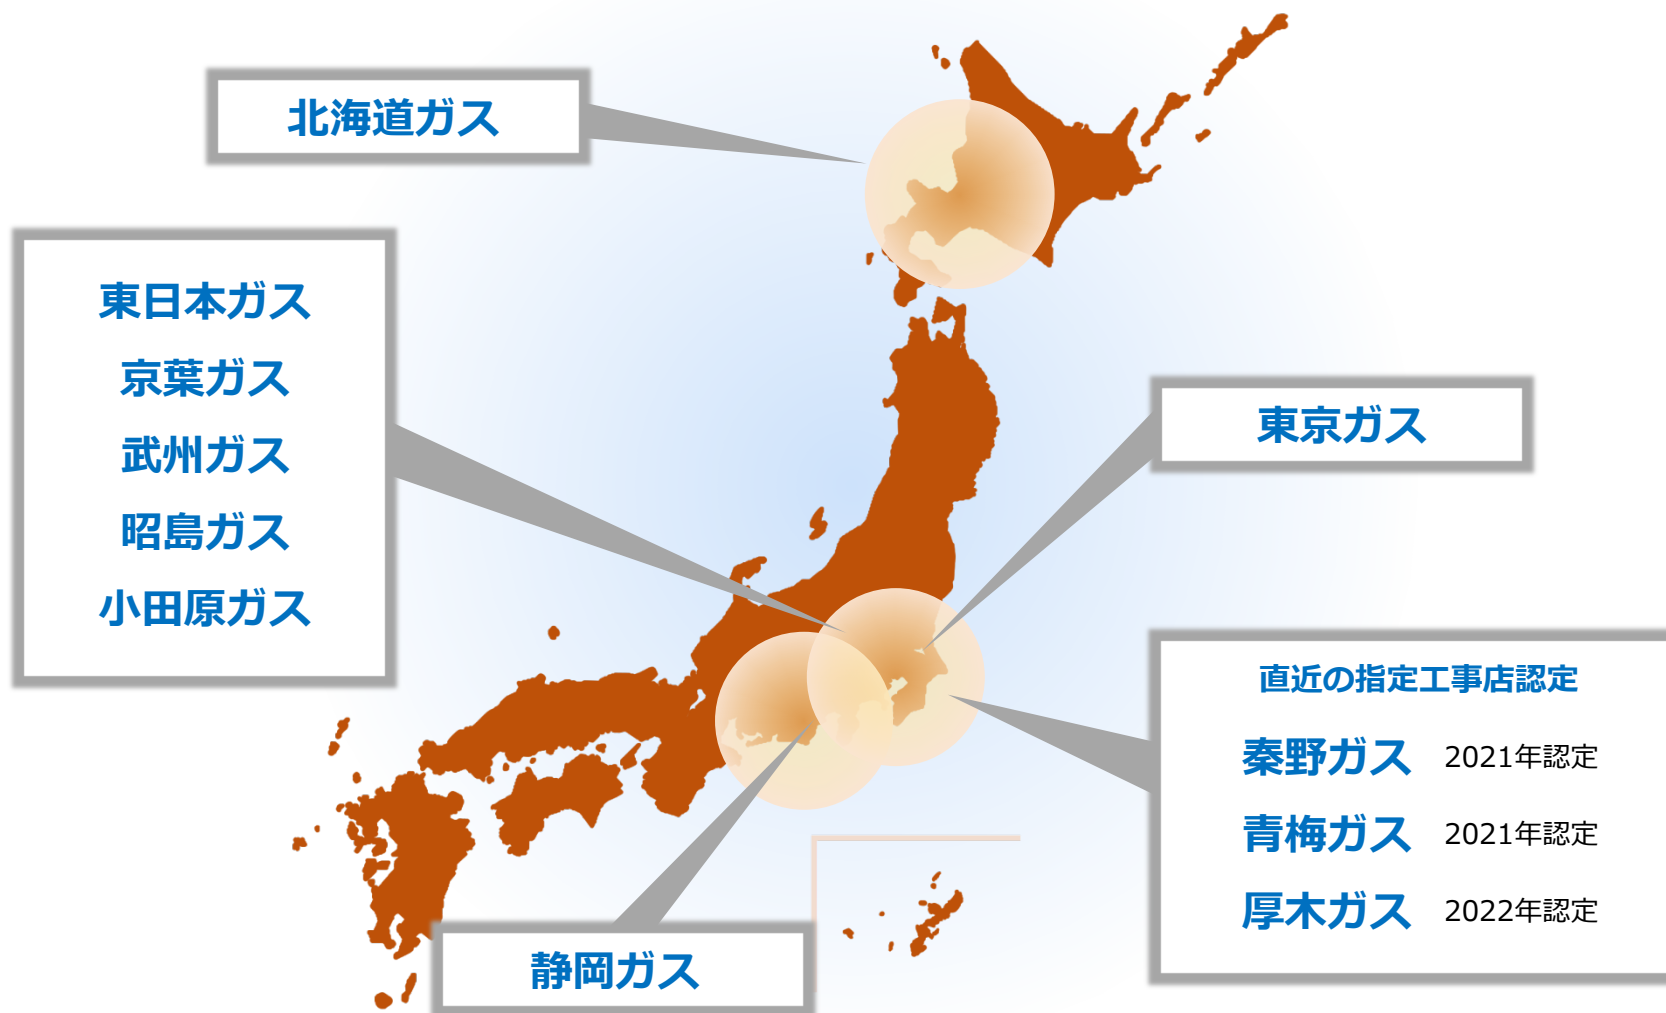 北海道ガス
東日本ガス
京葉ガス
武州ガス
昭島ガス
小田原ガス
東京ガス
直近の指定工事店認定
秦野ガス 2021年認定
青梅ガス 2021年認定
厚木ガス 2022年認定
静岡ガス